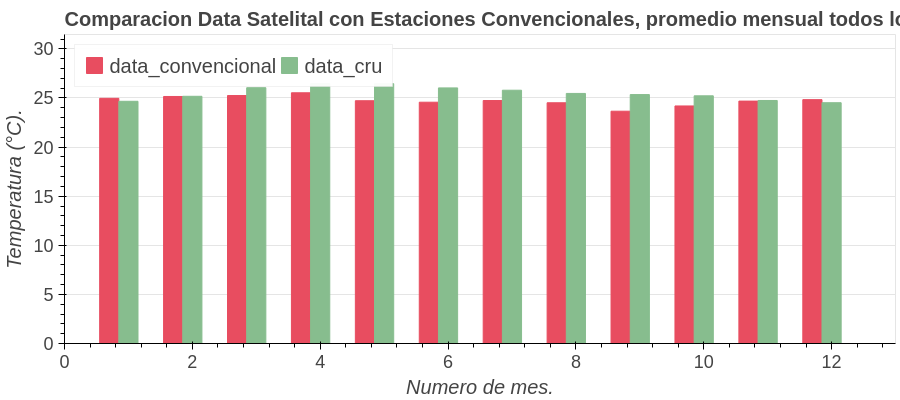 Comparacion Data Satelital con Estaciones Convencionales, promedio mensual todos
data_convencional data_cru
30
25
20
15
10
5
0
Temperatura (°C).
0 2 4 6 8 10 12
Numero de mes.